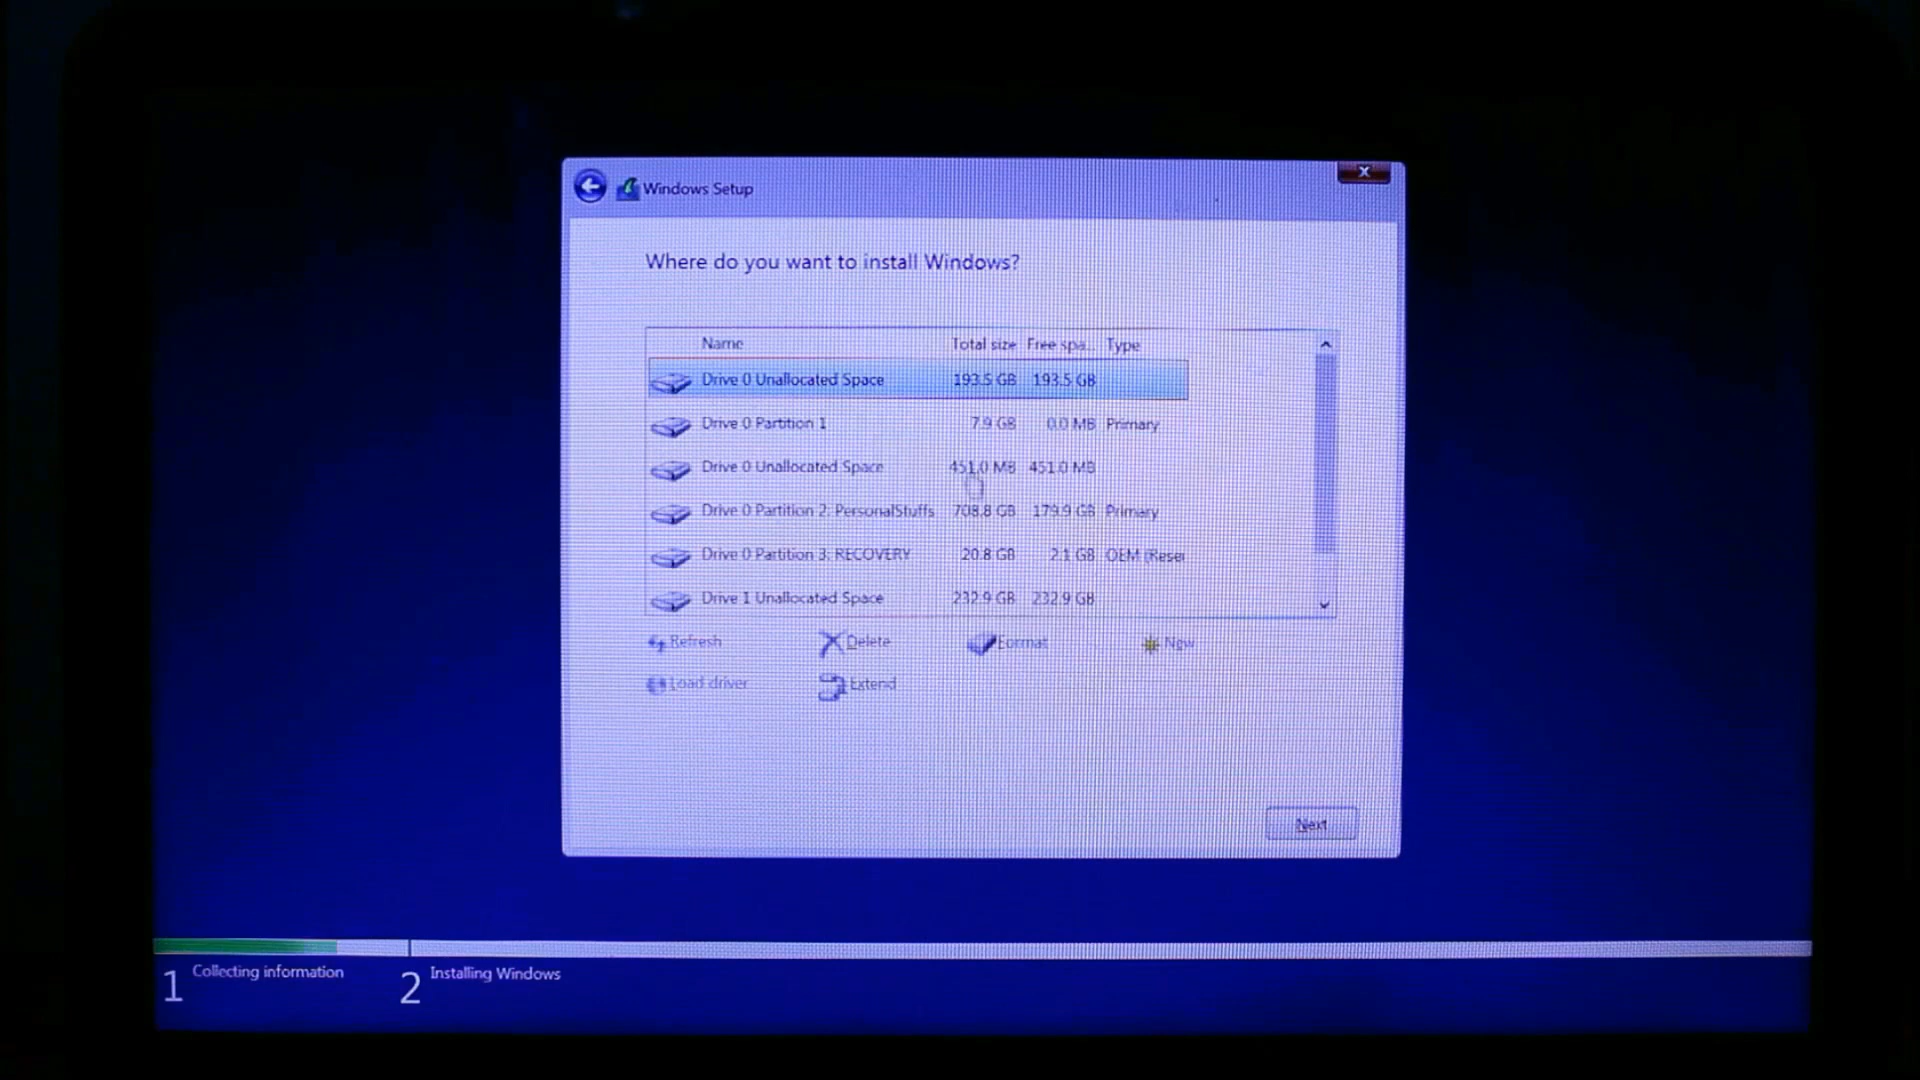 Windows Setup
x
Where do you want to install Windows?
Name Total size Free spa... Type
Drive 0 Unallocated Space 193.5 GB 193.5 GB
Drive 0 Partition 1 7.9 GB 0.0 MB Primary
Drive 0 Unallocated Space 451.0 MB 451.0 MB
Drive 0 Partition 2: PersonalStuffs 708.8 GB 179.9 GB Primary
Drive 0 Partition 3: RECOVERY 20.8 GB 2.1 GB OEM (Reser
Drive 1 Unallocated Space 232.9 GB 232.9 GB
Refresh Delete Format New
Load driver Extend
Next
1 Collecting information 2 Installing Windows